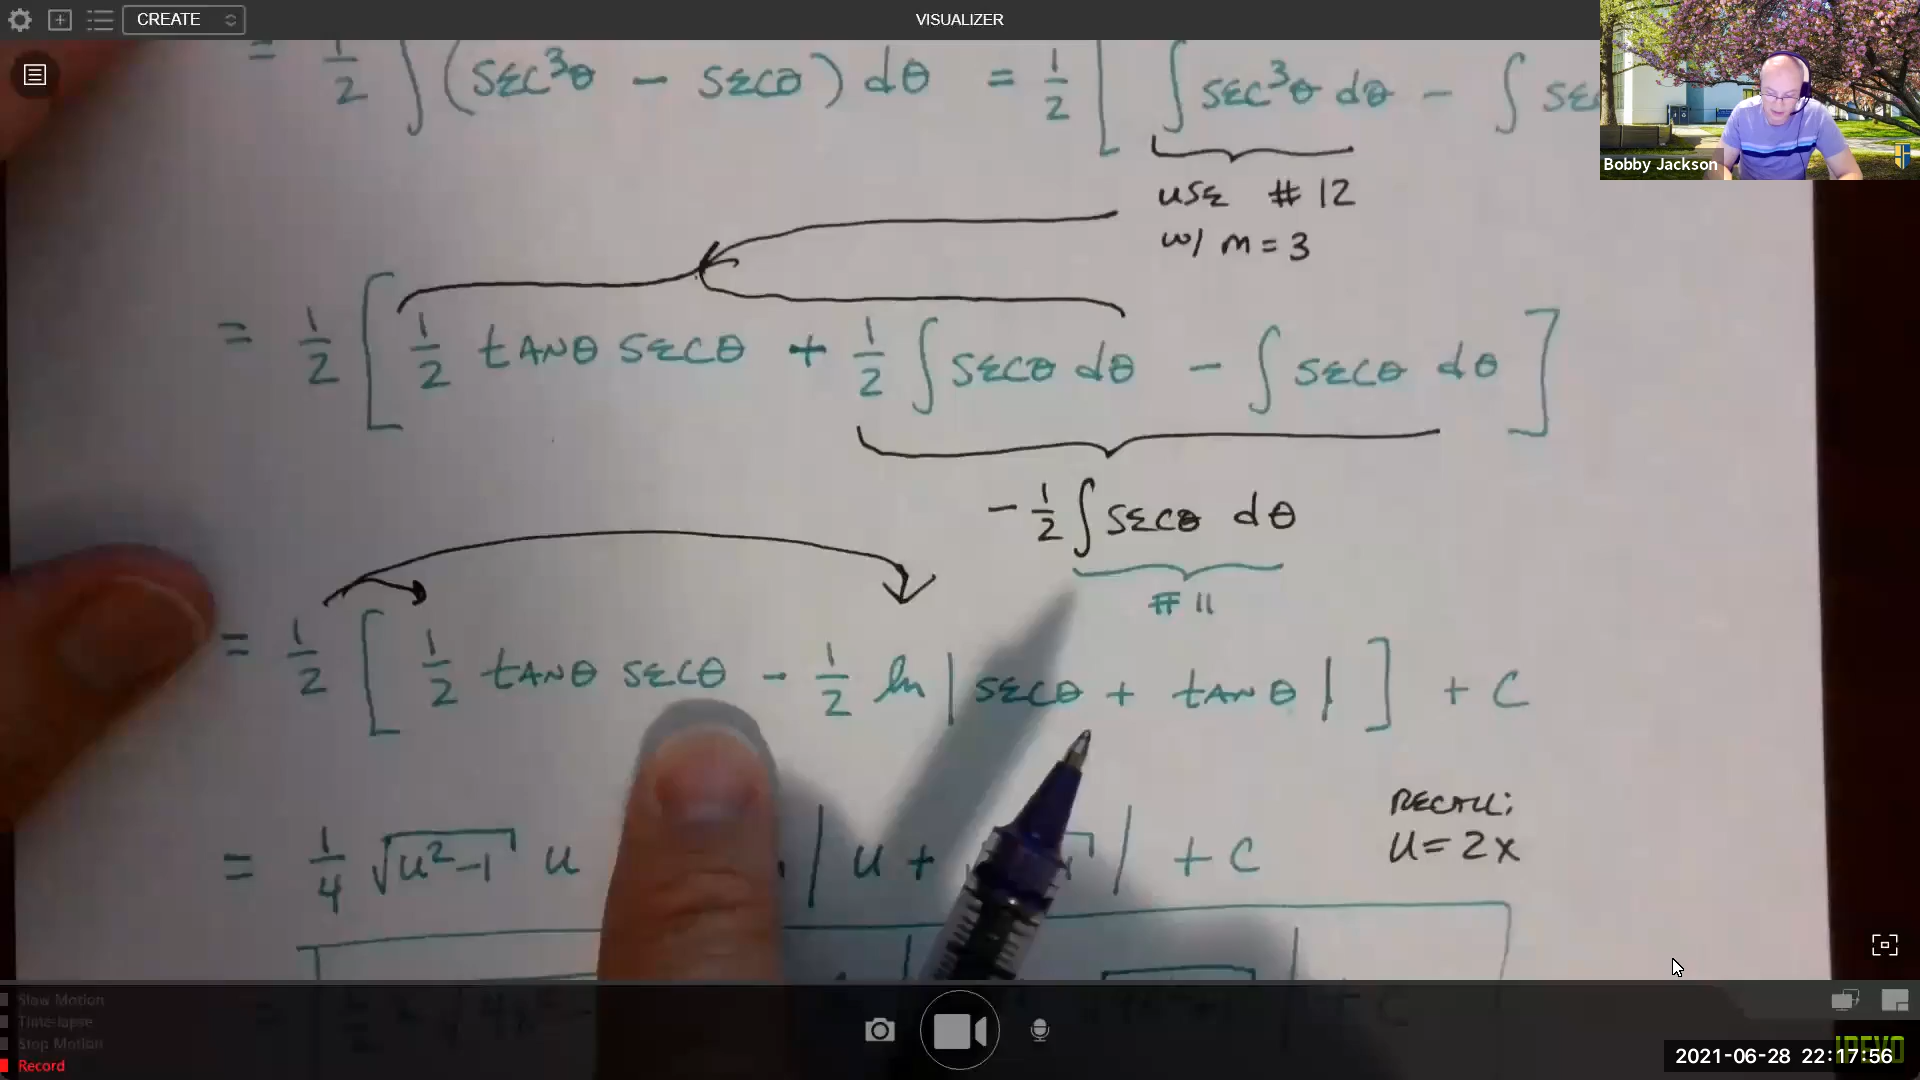 CREATE
VISUALIZER
= 1/2 ∫ (sec³θ − secθ) dθ = 1/2 [ ∫ sec³θ dθ − ∫ sec
Bobby Jackson
use # 12
w/ m = 3
= 1/2 [ 1/2 tanθ secθ + 1/2 ∫ secθ dθ − ∫ secθ dθ ]
− 1/2 ∫ secθ dθ
# 11
= 1/2 [ 1/2 tanθ secθ − 1/2 ln | secθ + tanθ | ] + C
RECALL:
u = 2x
= 1/4 √u²−1 u | u + | + C
Slow Motion
Time-lapse
Stop Motion
Record
2021-06-28 22:17:56